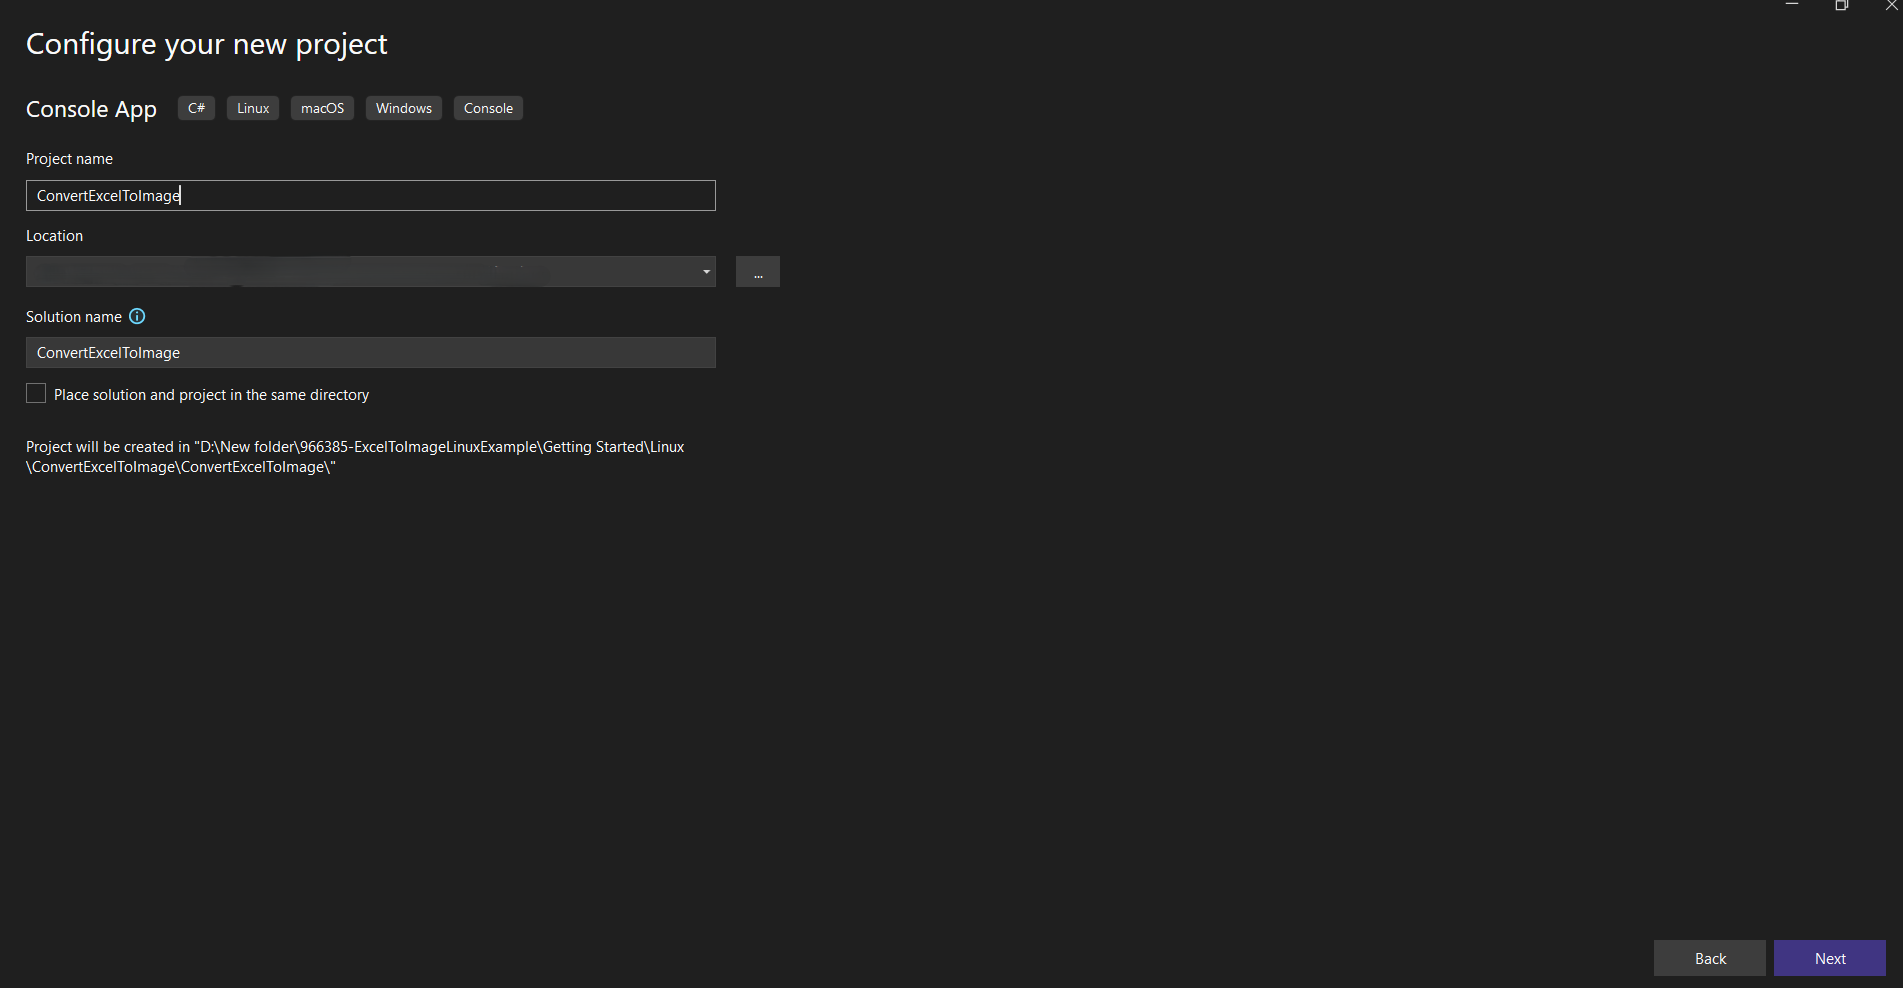 Configure your new project
Console App C# Linux macOS Windows Console
Project name
ConvertExcelToImage
Location
...
Solution name
ConvertExcelToImage
Place solution and project in the same directory
Project will be created in "D:\New folder\966385-ExcelToImageLinuxExample\Getting Started\Linux
\ConvertExcelToImage\ConvertExcelToImage\"
Back Next